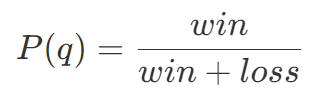 P(q) = win / win + loss